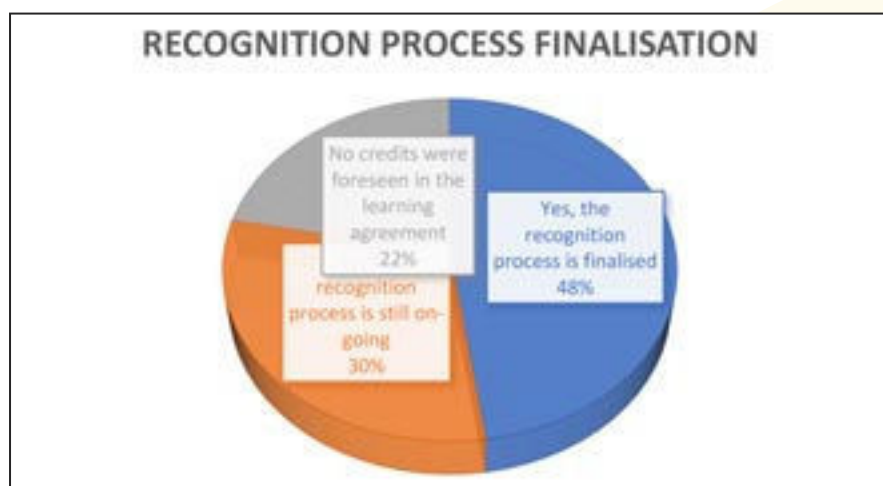 RECOGNITION PROCESS FINALISATION
No credits were
foreseen in the
learning
agreement
22%
Yes, the
recognition
process is finalised
48%
recognition
process is still on-
going
30%